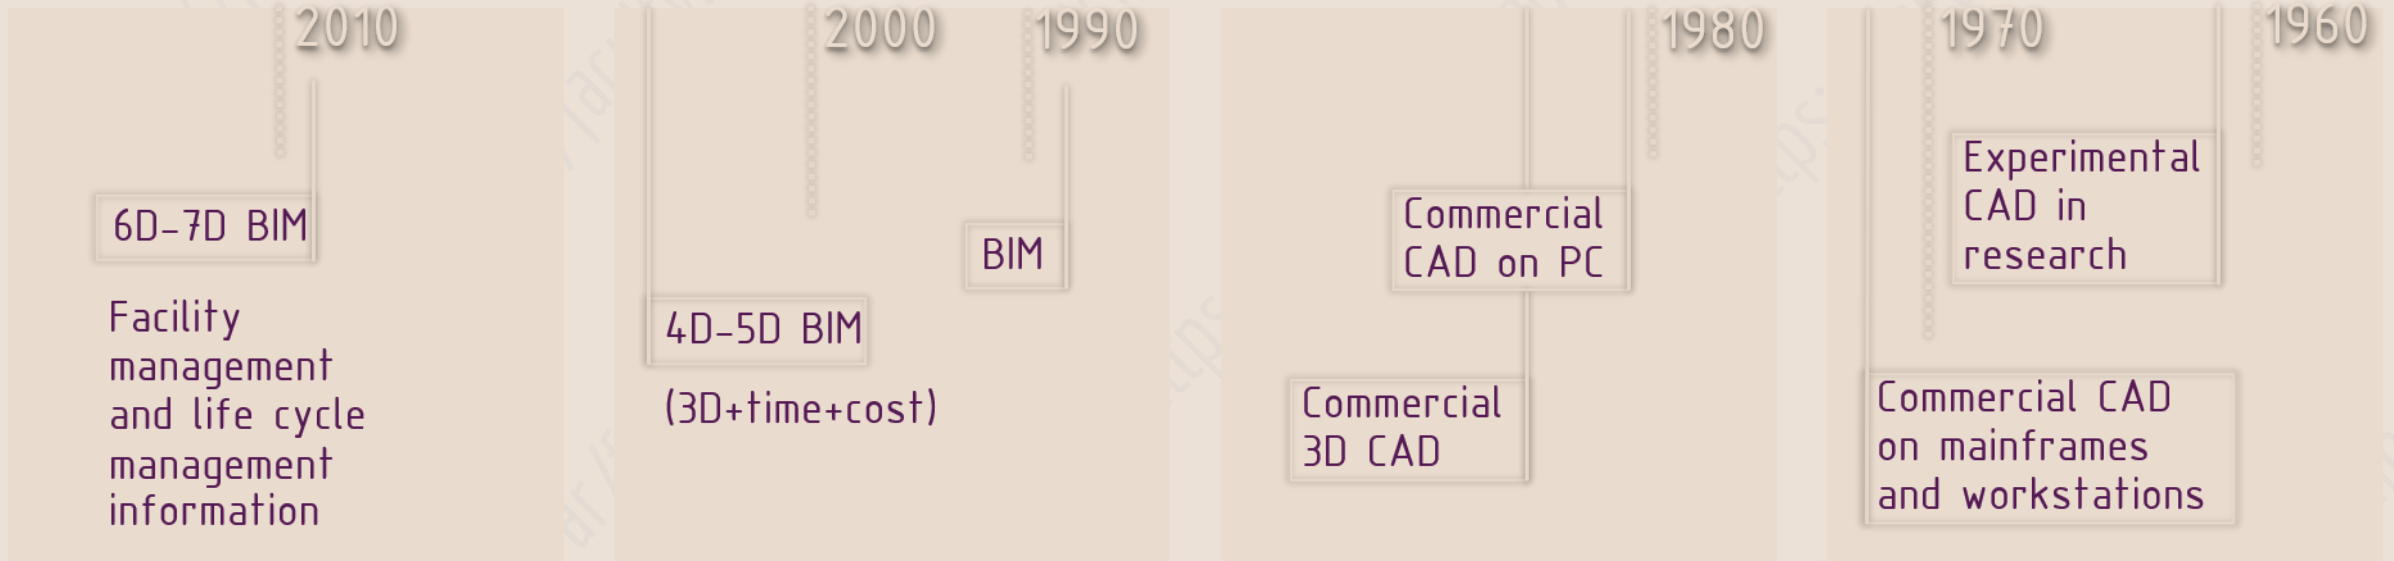 2010
6D-7D BIM
Facility
management
and life cycle
management
information
2000
1990
BIM
4D-5D BIM
(3D+time+cost)
1980
Commercial
CAD on PC
Commercial
3D CAD
1970
1960
Experimental
CAD in
research
Commercial CAD
on mainframes
and workstations